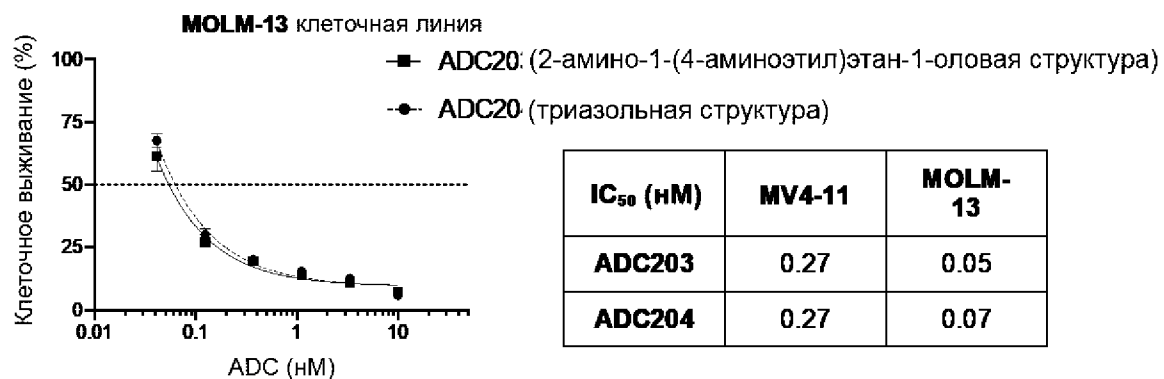 MOLM-13 клеточная линия
ADC20 (2-амино-1-(4-аминоэтил)этан-1-оловая структура)
ADC20 (триазольная структура)
Клеточное выживание (%)
100
75
50
25
0
0.01 0.1 1 10
ADC (нМ)
IC₅₀ (нМ) MV4-11 MOLM-
13
ADC203 0.27 0.05
ADC204 0.27 0.07